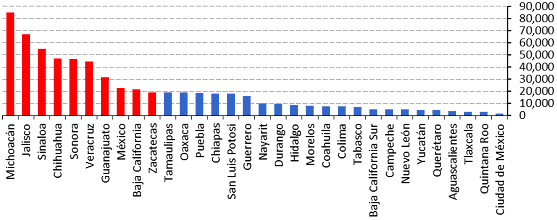 90,000
80,000
70,000
60,000
50,000
40,000
30,000
20,000
10,000
0
Michoacán
Jalisco
Sinaloa
Chihuahua
Sonora
Veracruz
Guanajuato
México
Baja California
Zacatecas
Tamaulipas
Oaxaca
Puebla
Chiapas
San Luis Potosí
Guerrero
Nayarit
Durango
Hidalgo
Morelos
Coahuila
Colima
Tabasco
Baja California Sur
Campeche
Nuevo León
Yucatán
Querétaro
Aguascalientes
Tlaxcala
Quintana Roo
Ciudad de México